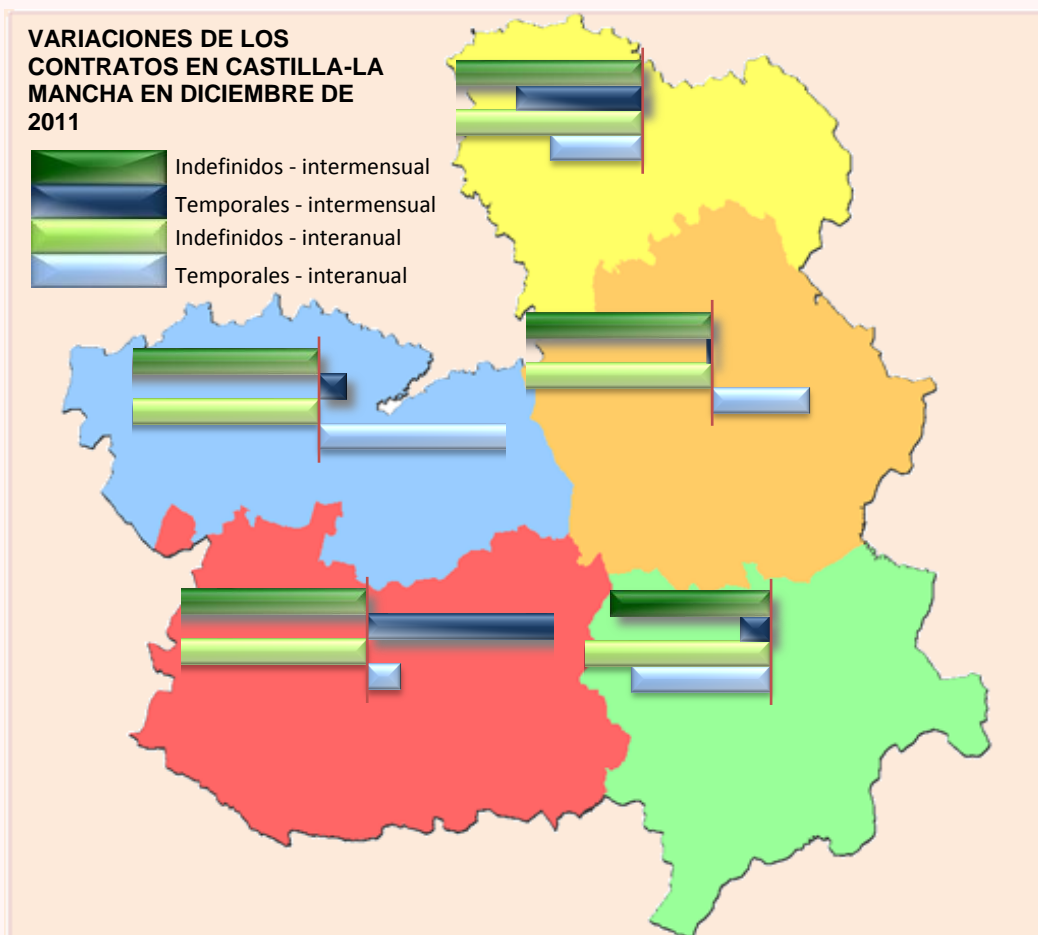 VARIACIONES DE LOS
CONTRATOS EN CASTILLA-LA
MANCHA EN DICIEMBRE DE
2011
Indefinidos - intermensual
Temporales - intermensual
Indefinidos - interanual
Temporales - interanual